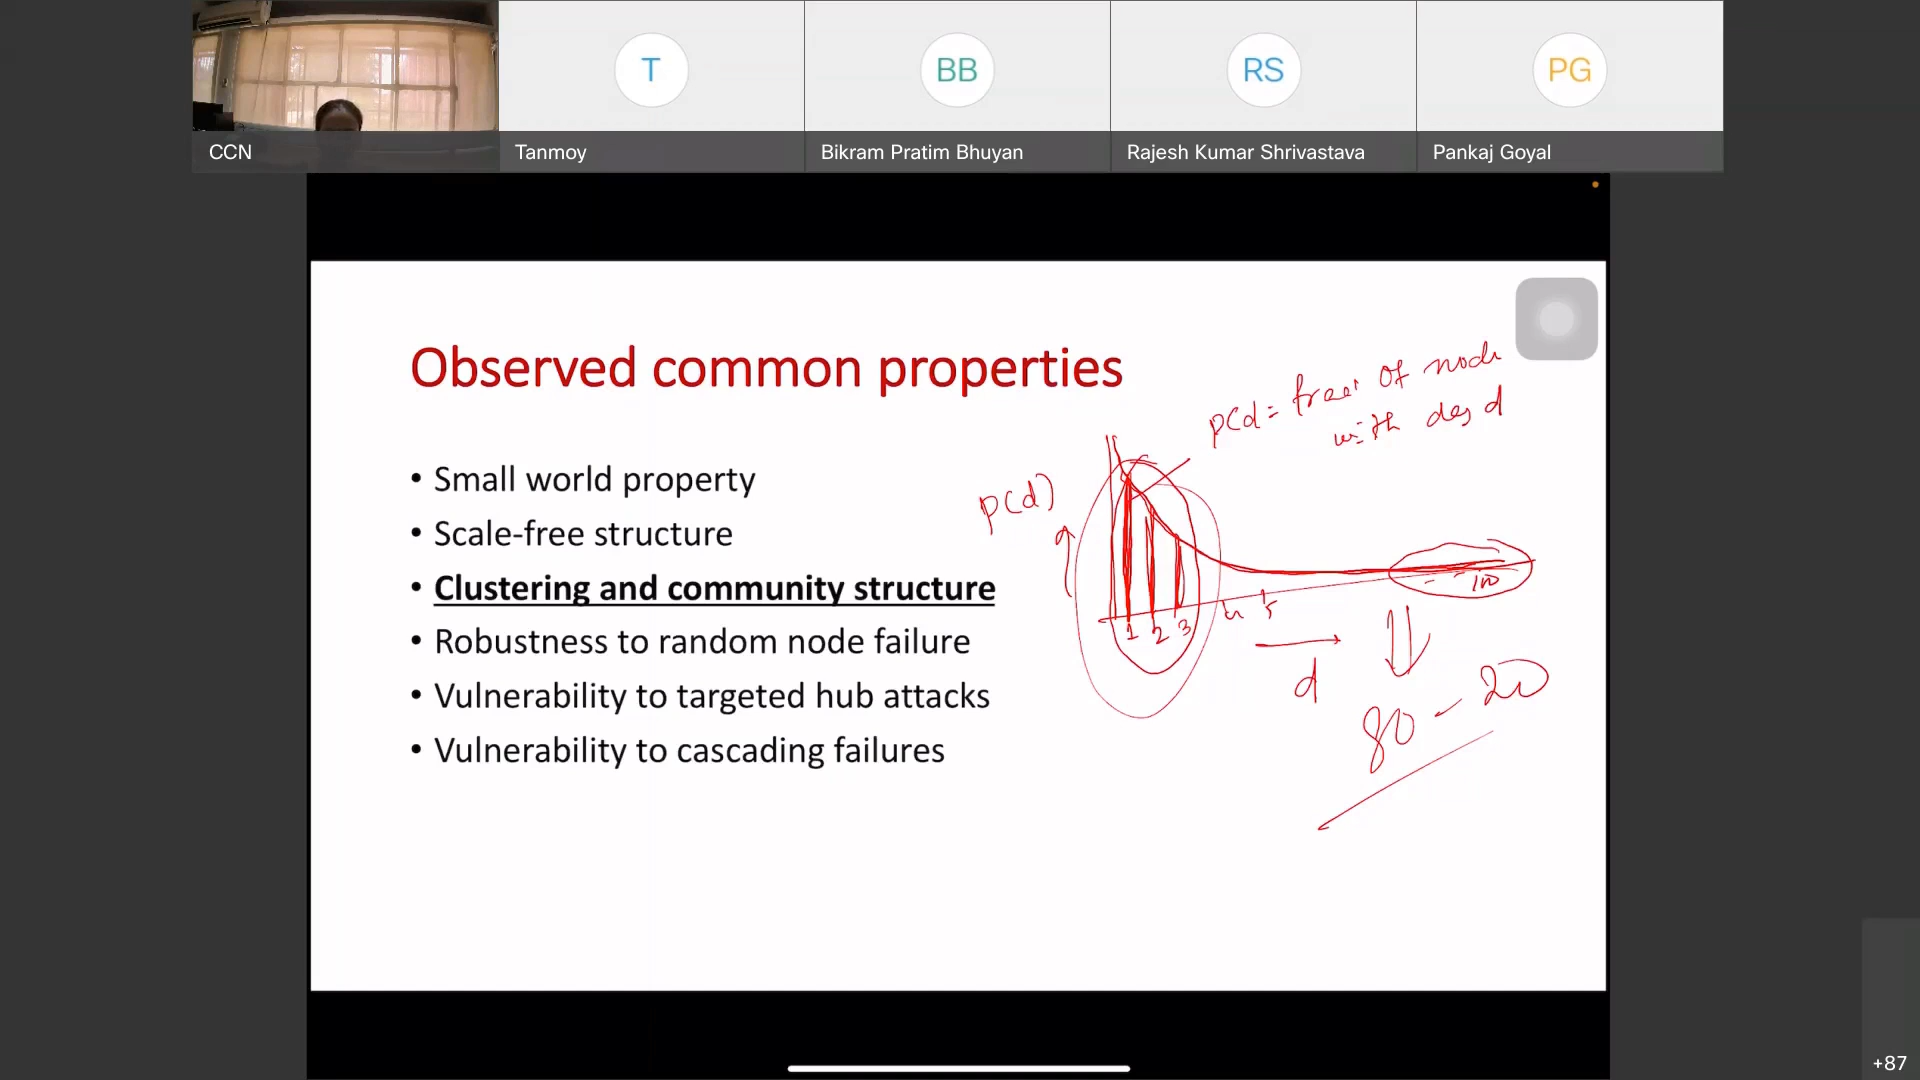 T
BB
RS
PG
CCN
Tanmoy
Bikram Pratim Bhuyan
Rajesh Kumar Shrivastava
Pankaj Goyal
Observed common properties
• Small world property
• Scale-free structure
• Clustering and community structure
• Robustness to random node failure
• Vulnerability to targeted hub attacks
• Vulnerability to cascading failures
p(d = of node
with deg d
p(d)
1 2 3 5
d
80 - 20
+87